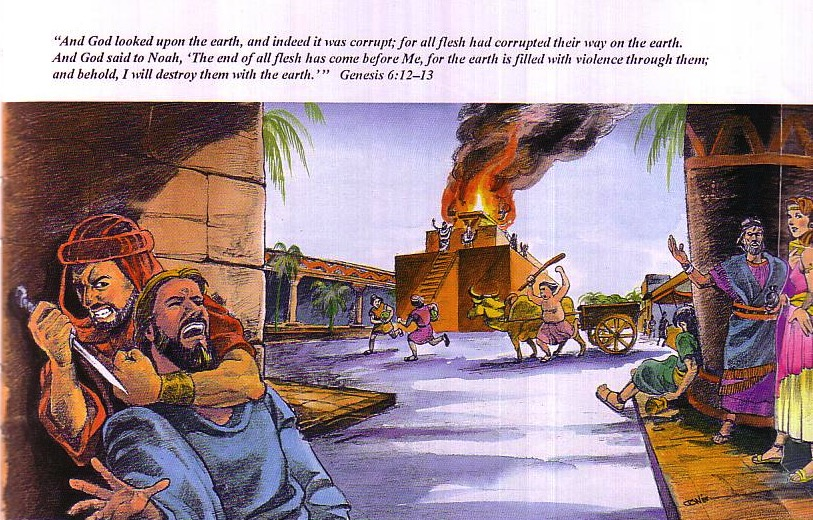 “And God looked upon the earth, and indeed it was corrupt; for all flesh had corrupted their way on the earth.
And God said to Noah, ‘The end of all flesh has come before Me, for the earth is filled with violence through them;
and behold, I will destroy them with the earth.’” Genesis 6:12–13